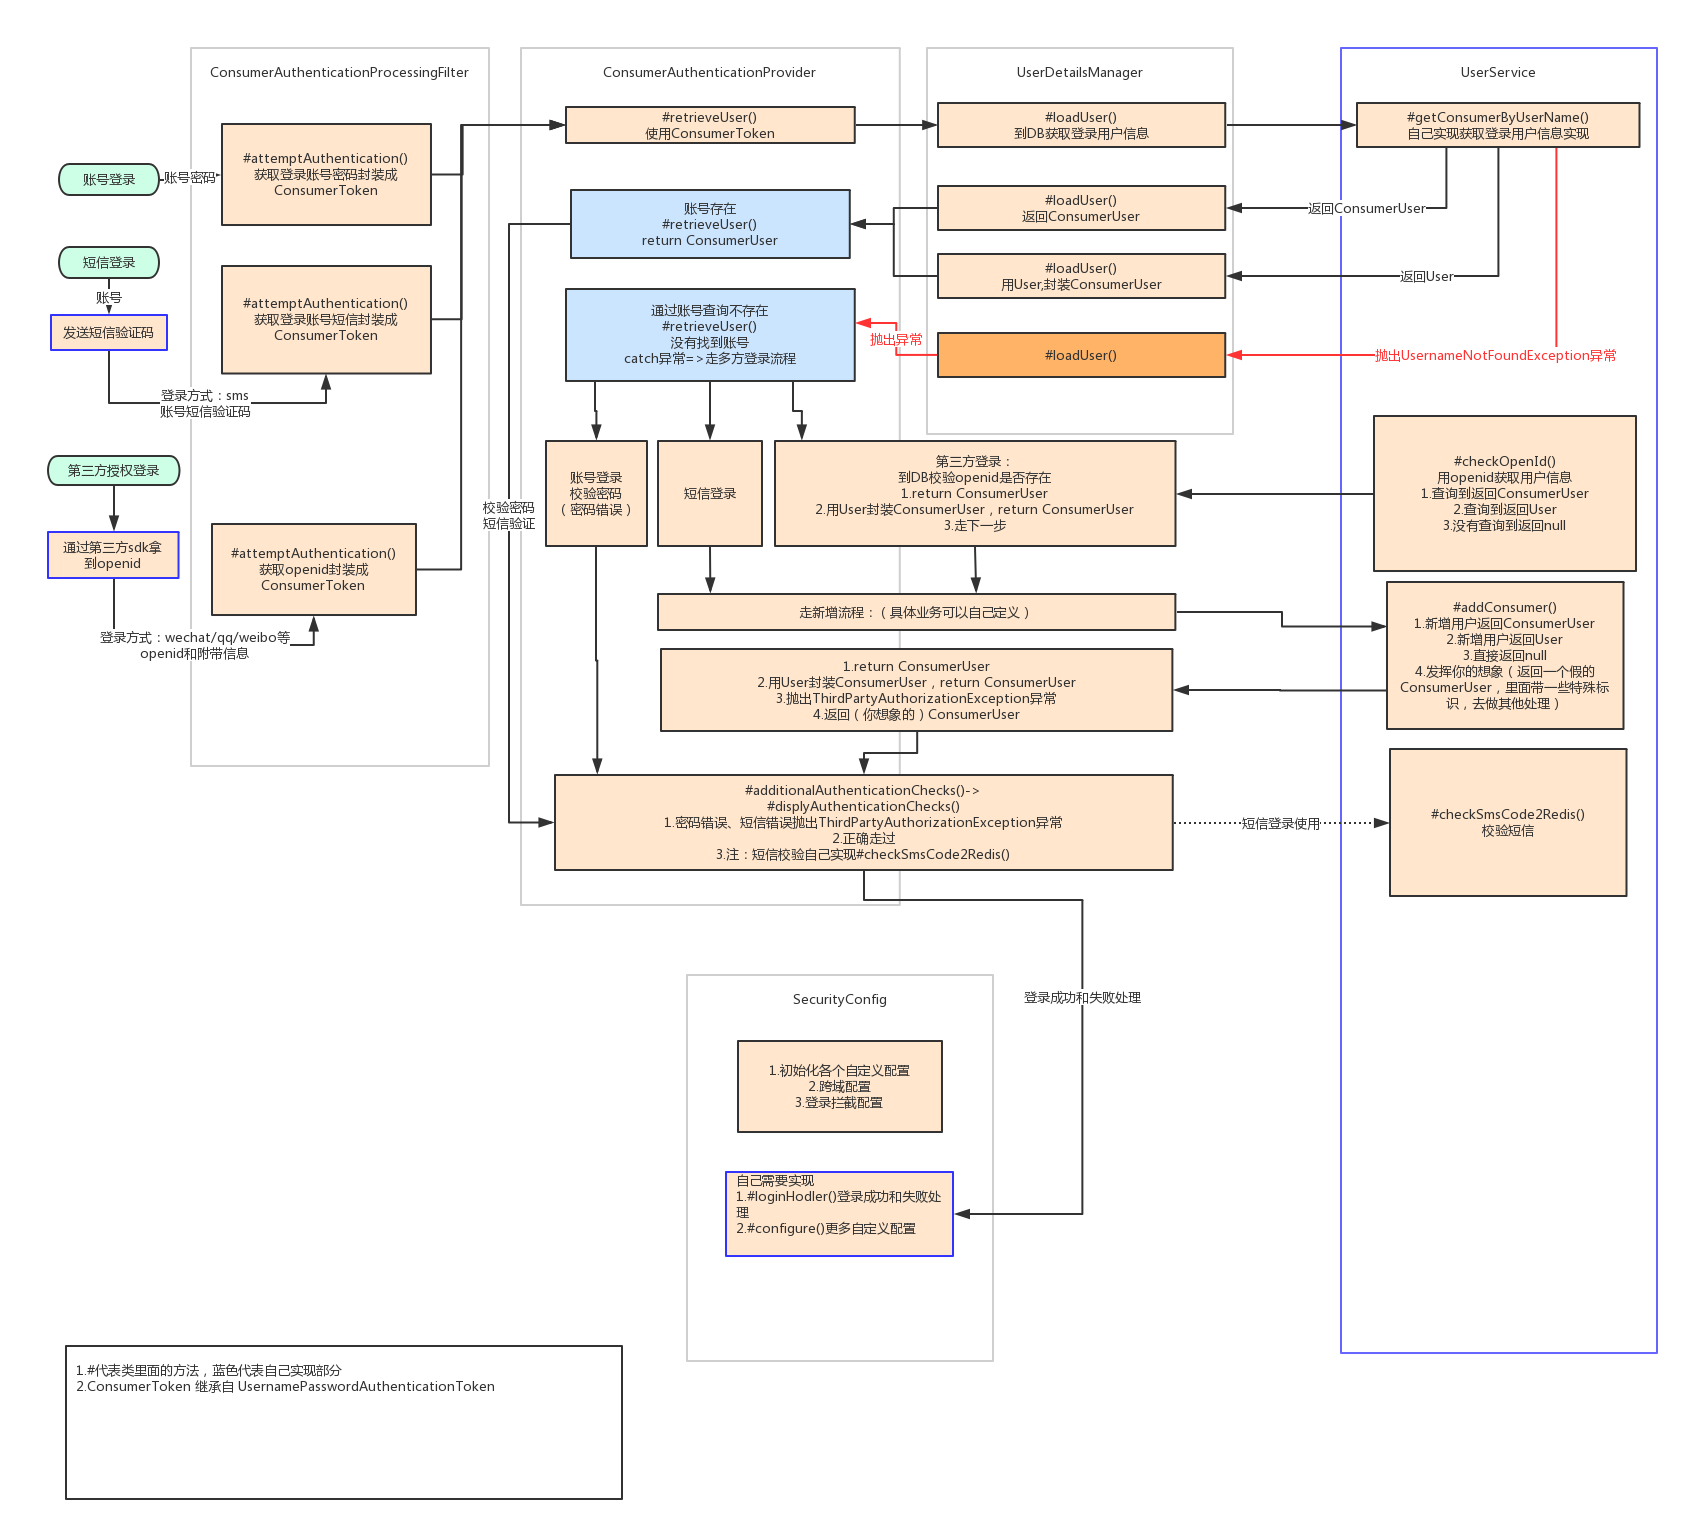 ConsumerAuthenticationProcessingFilter
ConsumerAuthenticationProvider
UserDetailsManager
UserService
账号登录
账号密码
#attemptAuthentication()
获取登录账号密码封装成
ConsumerToken
短信登录
账号
发送短信验证码
#attemptAuthentication()
获取登录账号短信封装成
ConsumerToken
登录方式：sms
账号短信验证码
第三方授权登录
通过第三方sdk拿
到openid
#attemptAuthentication()
获取openid封装成
ConsumerToken
登录方式：wechat/qq/weibo等
openid和附带信息
#retrieveUser()
使用ConsumerToken
账号存在
#retrieveUser()
return ConsumerUser
通过账号查询不存在
#retrieveUser()
没有找到账号
catch异常=>走多方登录流程
校验密码
短信验证
账号登录
校验密码
（密码错误）
短信登录
第三方登录：
到DB校验openid是否存在
1.return ConsumerUser
2.用User封装ConsumerUser，return ConsumerUser
3.走下一步
走新增流程：（具体业务可以自己定义）
1.return ConsumerUser
2.用User封装ConsumerUser，return ConsumerUser
3.抛出ThirdPartyAuthorizationException异常
4.返回（你想象的）ConsumerUser
#additionalAuthenticationChecks()->
#displyAuthenticationChecks()
1.密码错误、短信错误抛出ThirdPartyAuthorizationException异常
2.正确走过
3.注：短信校验自己实现#checkSmsCode2Redis()
#loadUser()
到DB获取登录用户信息
#loadUser()
返回ConsumerUser
#loadUser()
用User,封装ConsumerUser
#loadUser()
抛出异常
#getConsumerByUserName()
自己实现获取登录用户信息实现
返回ConsumerUser
返回User
抛出UsernameNotFoundException异常
#checkOpenId()
用openid获取用户信息
1.查询到返回ConsumerUser
2.查询到返回User
3.没有查询到返回null
#addConsumer()
1.新增用户返回ConsumerUser
2.新增用户返回User
3.直接返回null
4.发挥你的想象（返回一个假的
ConsumerUser，里面带一些特殊标
识，去做其他处理）
短信登录使用
#checkSmsCode2Redis()
校验短信
登录成功和失败处理
SecurityConfig
1.初始化各个自定义配置
2.跨域配置
3.登录拦截配置
自己需要实现
1.#loginHodler()登录成功和失败处
理
2.#configure()更多自定义配置
1.#代表类里面的方法，蓝色代表自己实现部分
2.ConsumerToken 继承自 UsernamePasswordAuthenticationToken